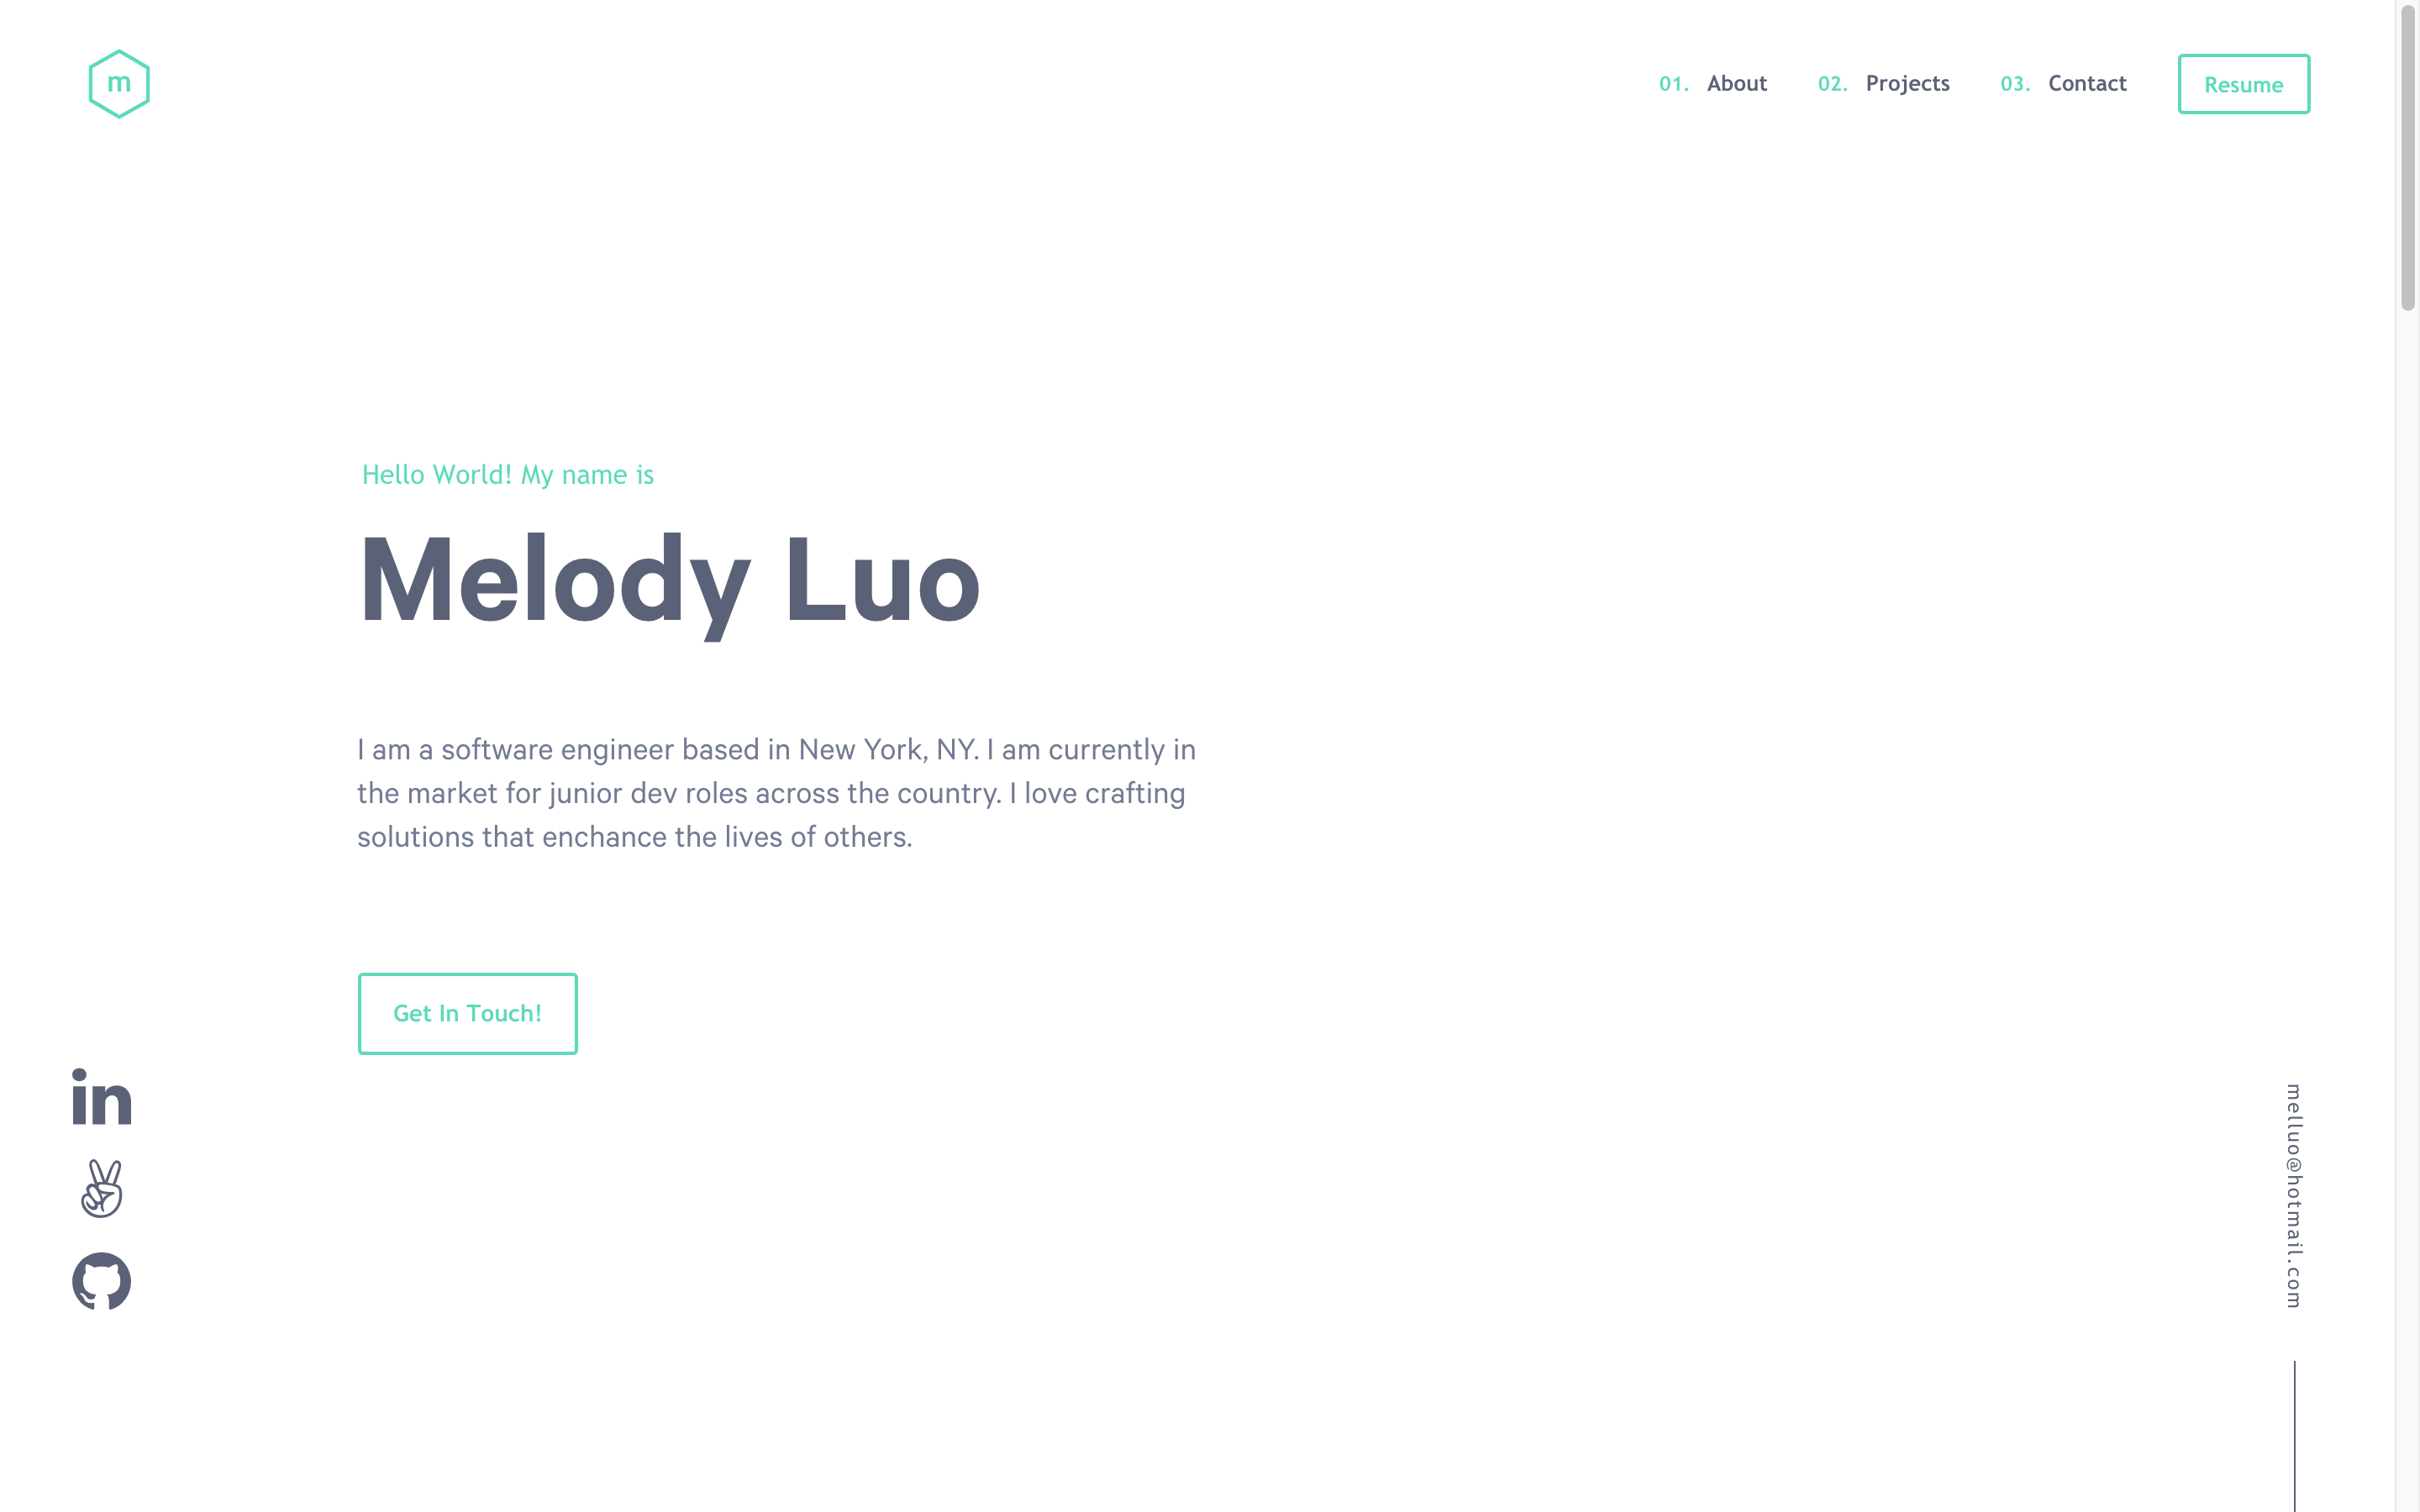 m
01. About 02. Projects 03. Contact Resume
Hello World! My name is
Melody Luo
I am a software engineer based in New York, NY. I am currently in
the market for junior dev roles across the country. I love crafting
solutions that enchance the lives of others.
Get In Touch!
in
melluo@hotmail.com